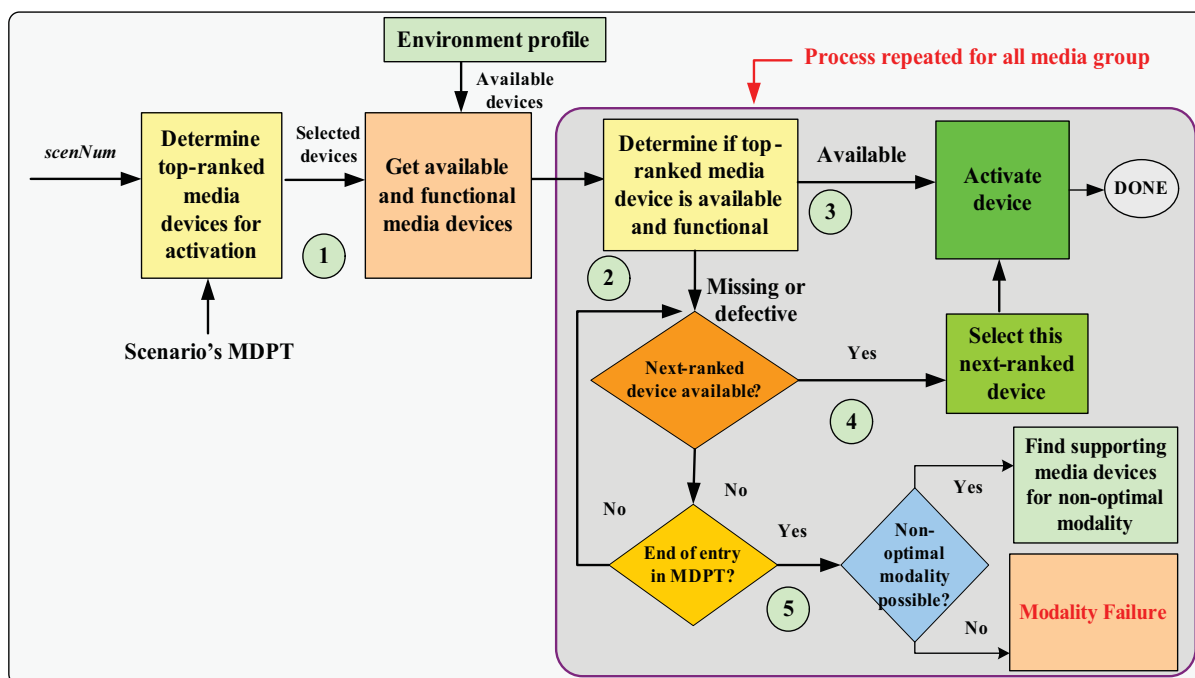 Environment profile
Available
devices
Process repeated for all media group
scenNum
Determine
top-ranked
media
devices for
activation
Selected
devices
1
Scenario's MDPT
Get available
and functional
media devices
Determine if top -
ranked media
device is available
and functional
Available
3
Activate
device
DONE
2
Missing or
defective
Next-ranked
device available?
Yes
4
Select this
next-ranked
device
No
No
End of entry
in MDPT?
Yes
5
Non-
optimal
modality
possible?
Yes
Find supporting
media devices
for non-optimal
modality
No
Modality Failure